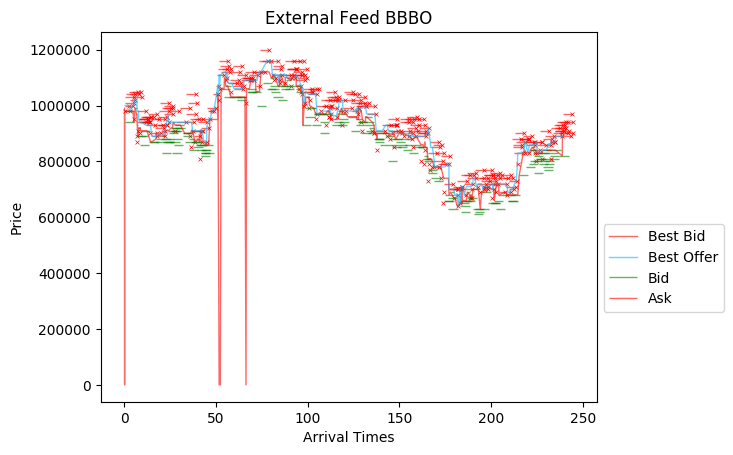 External Feed BBBO
Price
1200000
1000000
800000
600000
400000
200000
0
0
50
100
150
200
250
Arrival Times
Best Bid
Best Offer
Bid
Ask